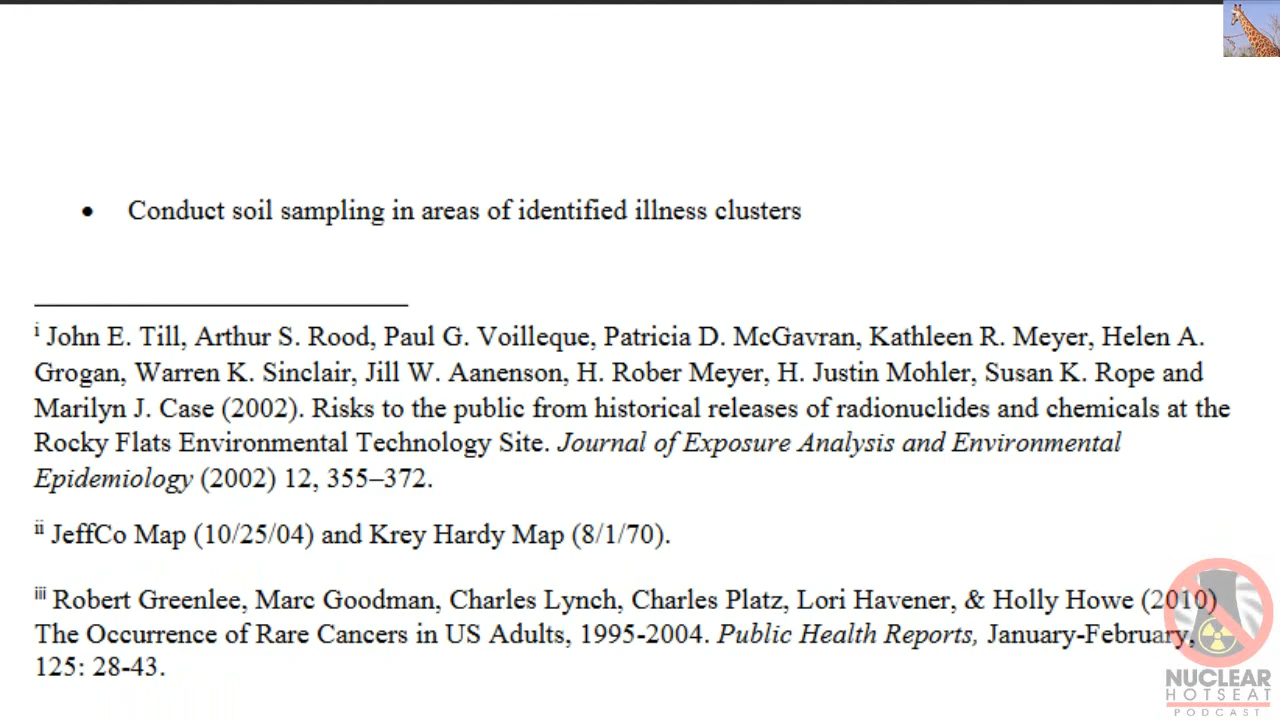 • Conduct soil sampling in areas of identified illness clusters
i John E. Till, Arthur S. Rood, Paul G. Voilleque, Patricia D. McGavran, Kathleen R. Meyer, Helen A.
Grogan, Warren K. Sinclair, Jill W. Aanenson, H. Rober Meyer, H. Justin Mohler, Susan K. Rope and
Marilyn J. Case (2002). Risks to the public from historical releases of radionuclides and chemicals at the
Rocky Flats Environmental Technology Site. Journal of Exposure Analysis and Environmental
Epidemiology (2002) 12, 355–372.
ii JeffCo Map (10/25/04) and Krey Hardy Map (8/1/70).
iii Robert Greenlee, Marc Goodman, Charles Lynch, Charles Platz, Lori Havener, & Holly Howe (2010)
The Occurrence of Rare Cancers in US Adults, 1995-2004. Public Health Reports, January-February,
125: 28-43.
NUCLEAR
HOTSEAT
PODCAST